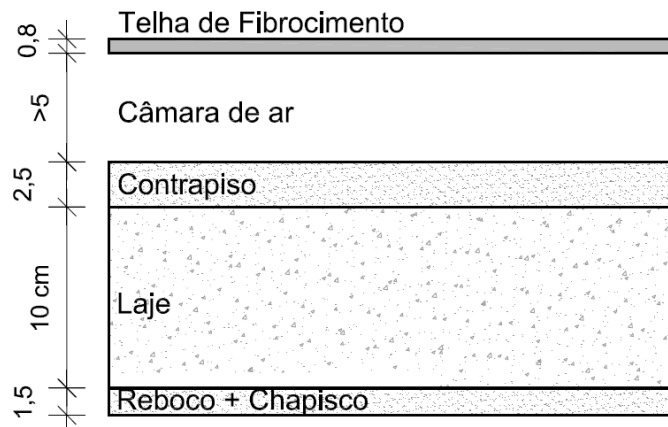 Telha de Fibrocimento
0,8
>5
Câmara de ar
2,5
Contrapiso
10 cm
Laje
1,5
Reboco + Chapisco